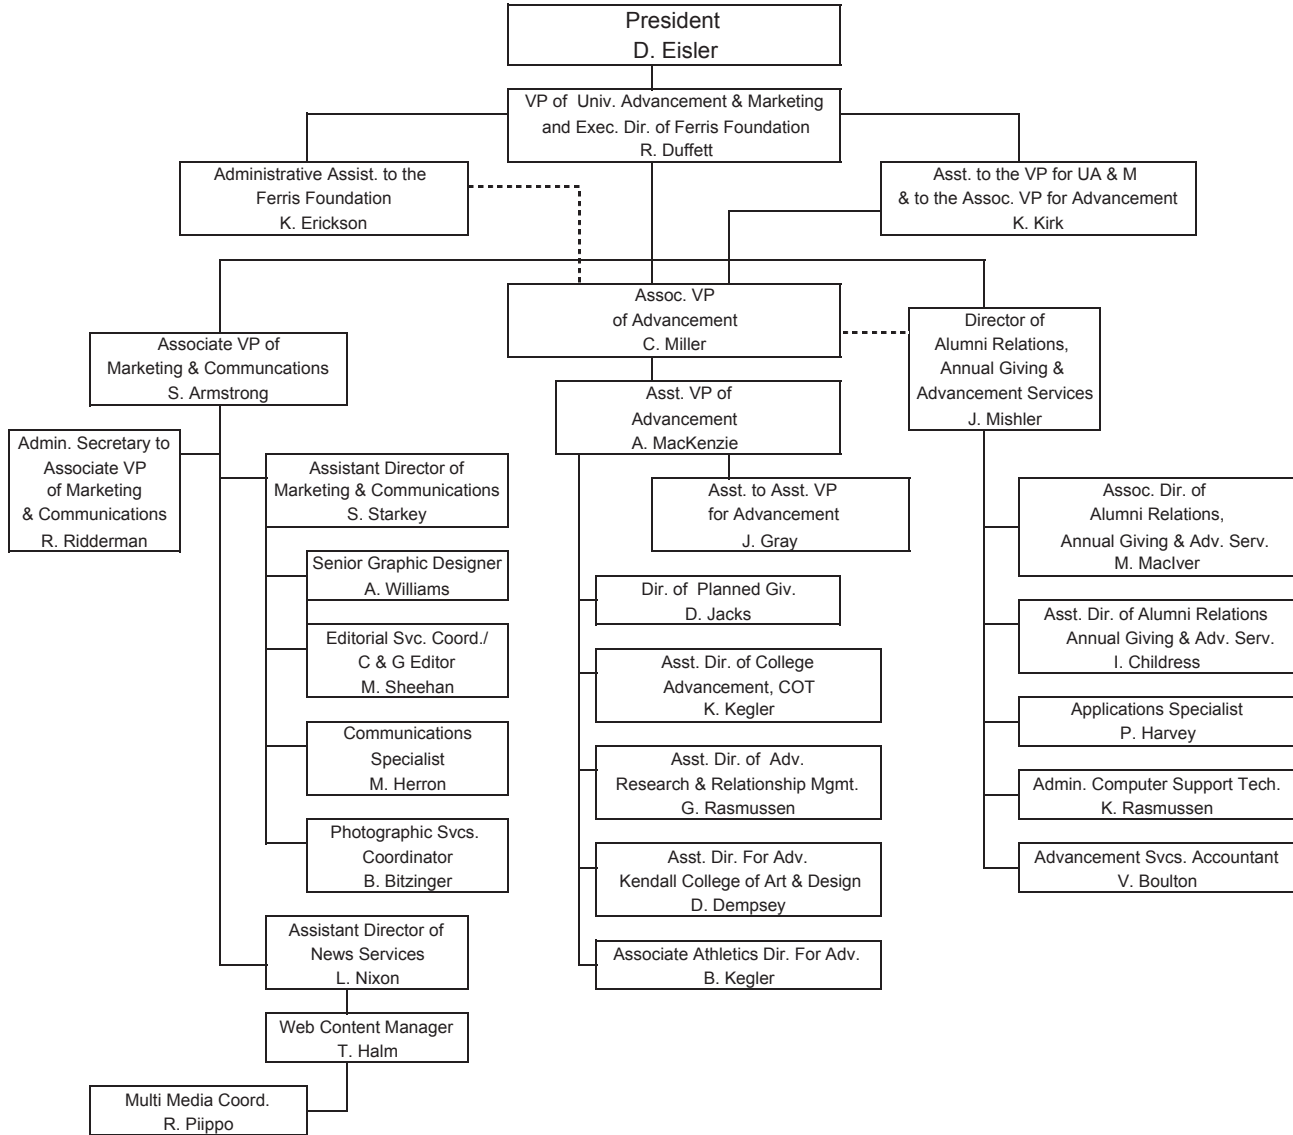 President
D. Eisler
VP of Univ. Advancement & Marketing
and Exec. Dir. of Ferris Foundation
R. Duffett
Administrative Assist. to the
Ferris Foundation
K. Erickson
Asst. to the VP for UA & M
& to the Assoc. VP for Advancement
K. Kirk
Assoc. VP
of Advancement
C. Miller
Director of
Alumni Relations,
Annual Giving &
Advancement Services
J. Mishler
Associate VP of
Marketing & Communcations
S. Armstrong
Asst. VP of
Advancement
A. MacKenzie
Admin. Secretary to
Associate VP
of Marketing
& Communications
R. Ridderman
Assistant Director of
Marketing & Communications
S. Starkey
Asst. to Asst. VP
for Advancement
J. Gray
Assoc. Dir. of
Alumni Relations,
Annual Giving & Adv. Serv.
M. MacIver
Senior Graphic Designer
A. Williams
Dir. of Planned Giv.
D. Jacks
Asst. Dir. of Alumni Relations
Annual Giving & Adv. Serv.
I. Childress
Editorial Svc. Coord./
C & G Editor
M. Sheehan
Asst. Dir. of College
Advancement, COT
K. Kegler
Applications Specialist
P. Harvey
Communications
Specialist
M. Herron
Asst. Dir. of Adv.
Research & Relationship Mgmt.
G. Rasmussen
Admin. Computer Support Tech.
K. Rasmussen
Photographic Svcs.
Coordinator
B. Bitzinger
Asst. Dir. For Adv.
Kendall College of Art & Design
D. Dempsey
Advancement Svcs. Accountant
V. Boulton
Assistant Director of
News Services
L. Nixon
Associate Athletics Dir. For Adv.
B. Kegler
Web Content Manager
T. Halm
Multi Media Coord.
R. Piippo